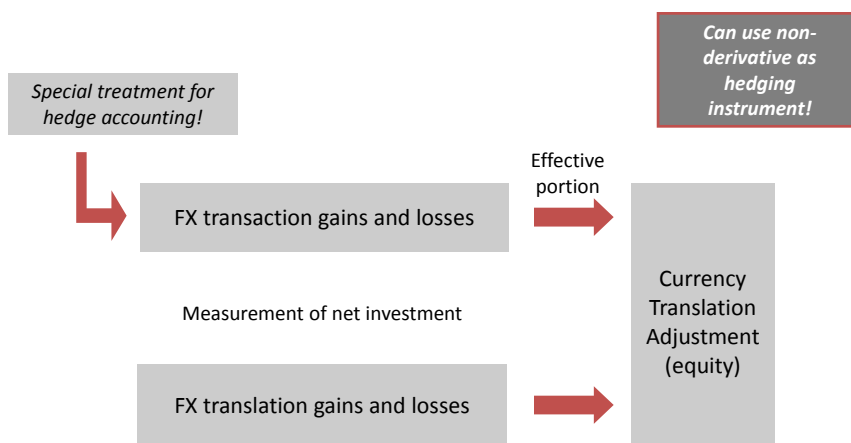 Can use non-
derivative as
hedging
instrument!
Special treatment for
hedge accounting!
Effective
portion
FX transaction gains and losses
Currency
Translation
Adjustment
(equity)
Measurement of net investment
FX translation gains and losses